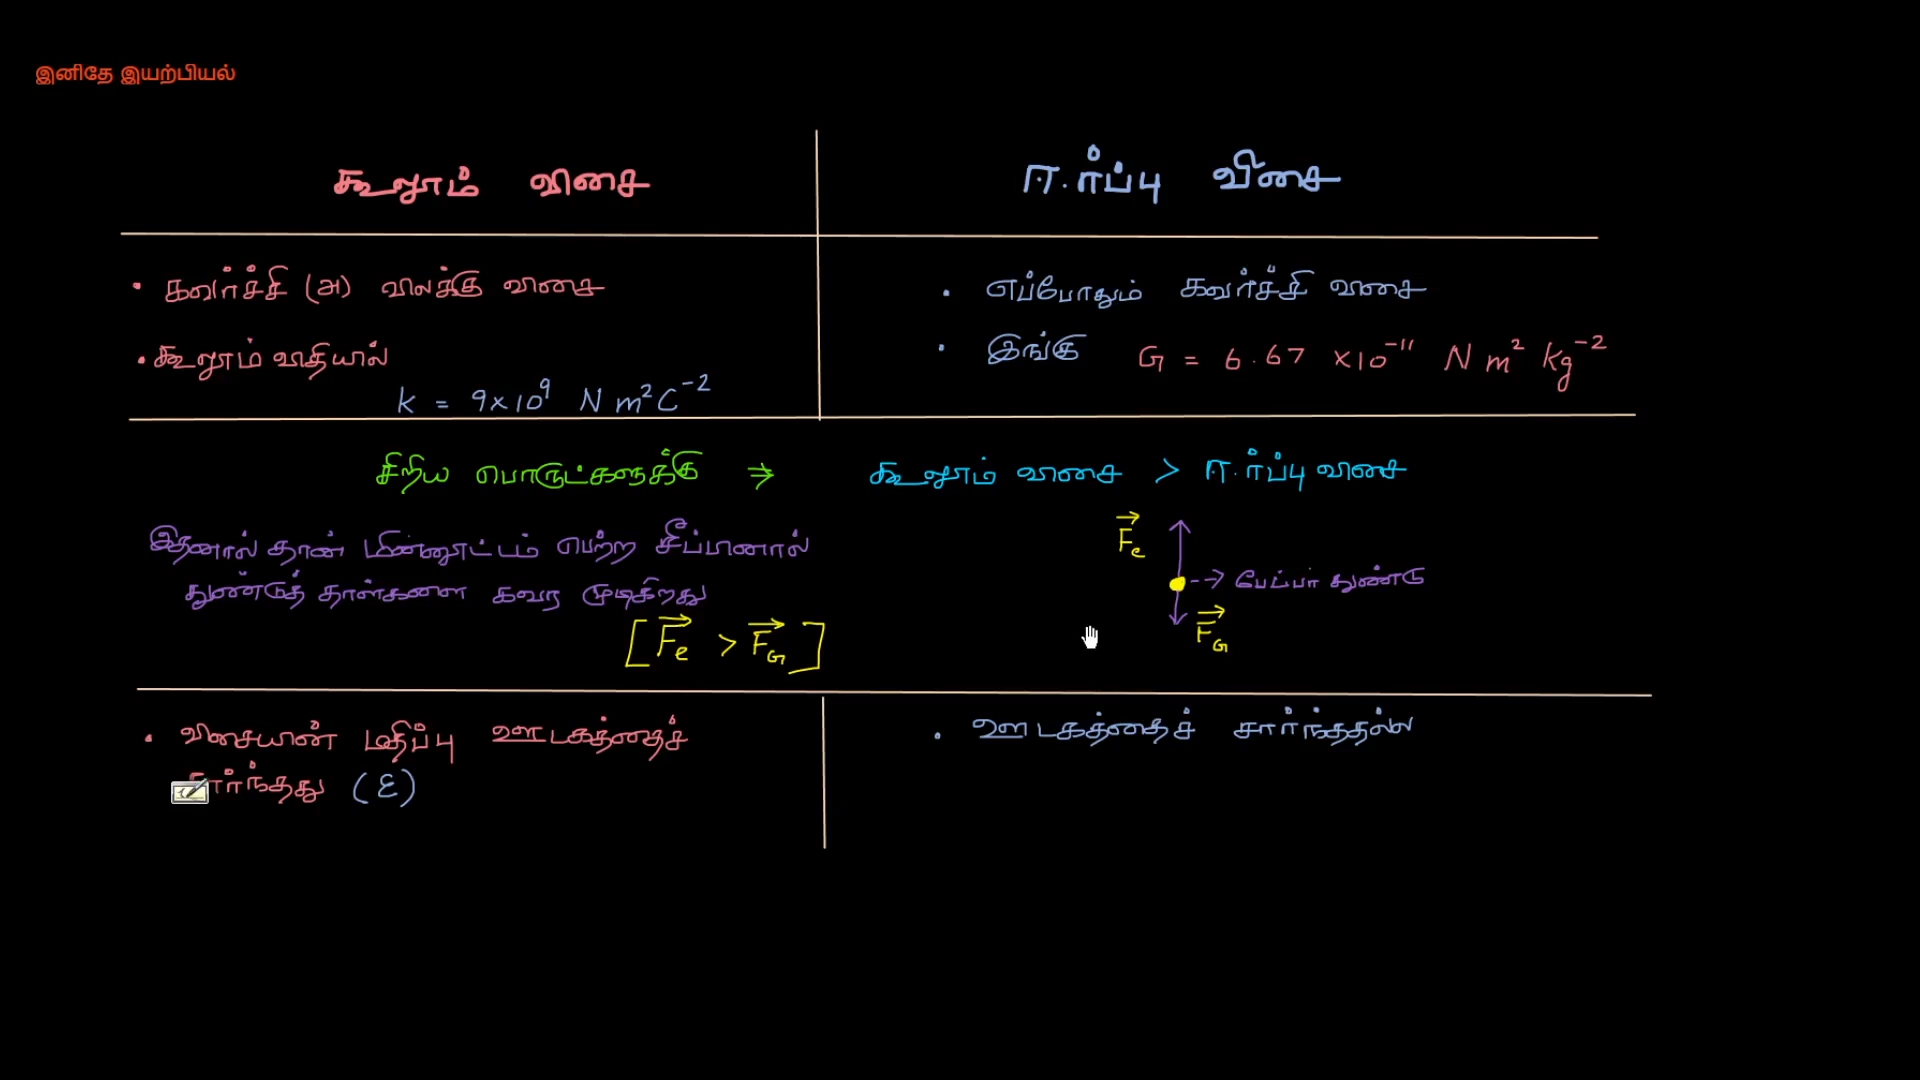 இனிதே இயற்பியல்
கூலூம் விசை
ஈர்ப்பு விசை
• கவர்ச்சி (அ) விலக்கு விசை
• எப்போதும் கவர்ச்சி விசை
• கூலூம் விதியில்
k = 9×10⁹ N m² C⁻²
• இங்கு G = 6.67 ×10⁻¹¹ N m² kg⁻²
சிறிய பொருட்களுக்கு ⇒ கூலூம் விசை > ஈர்ப்பு விசை
இதனால் தான் மின்னூட்டம் பெற்ற சீப்பினால்
துண்டுத் தாள்களை கவர முடிகிறது
[F⃗e > F⃗G]
F⃗e
--> பேப்பர் துண்டு
F⃗G
• விசையின் மதிப்பு ஊடகத்தைச்
சார்ந்தது (ε)
• ஊடகத்தைச் சார்ந்ததல்ல